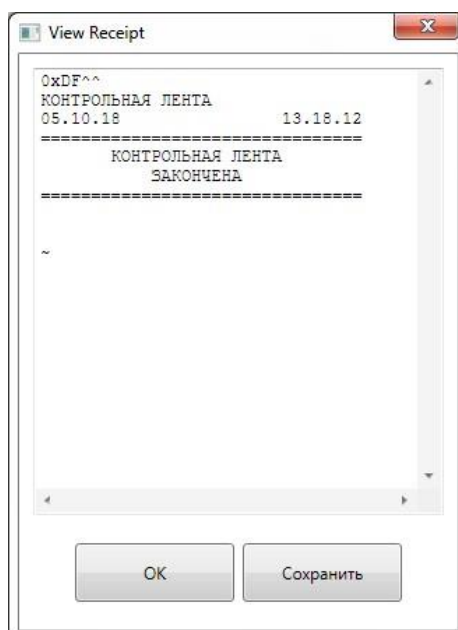 View Receipt
0xDF^^
КОНТРОЛЬНАЯ ЛЕНТА
05.10.18 13.18.12
================================
КОНТРОЛЬНАЯ ЛЕНТА
ЗАКОНЧЕНА
================================
~
OK
Сохранить